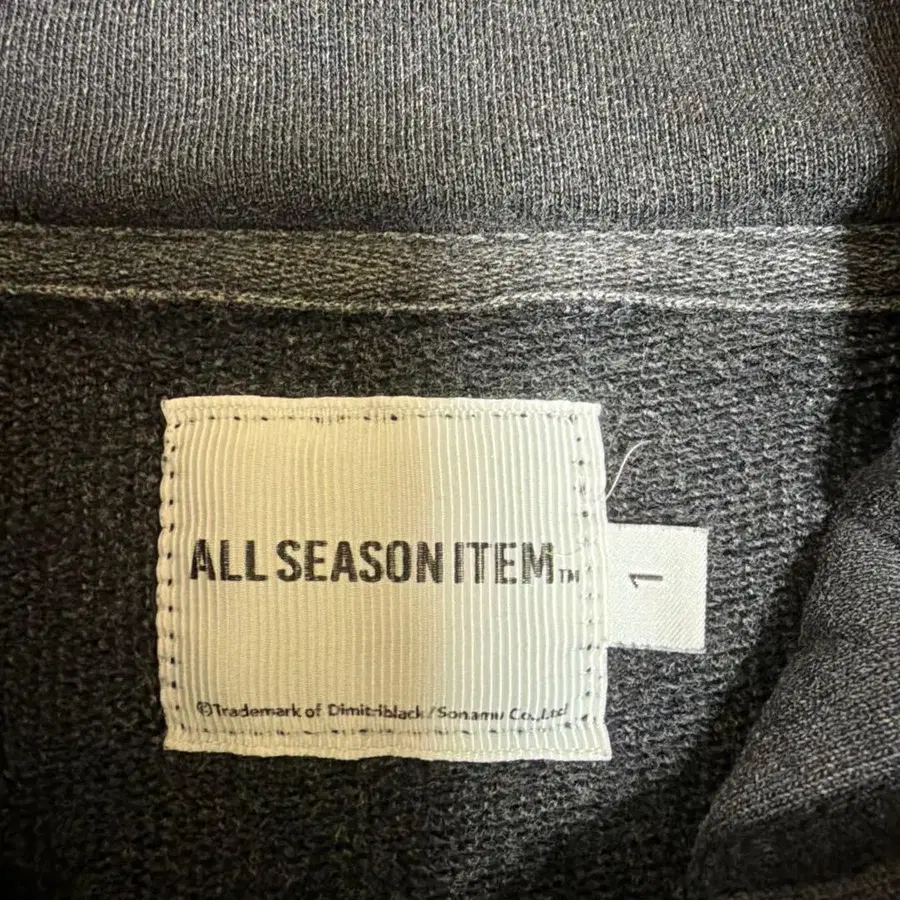 ALL SEASON ITEM™
1
©Trademark of Dimitriblack/Sonamu Co.,Ltd